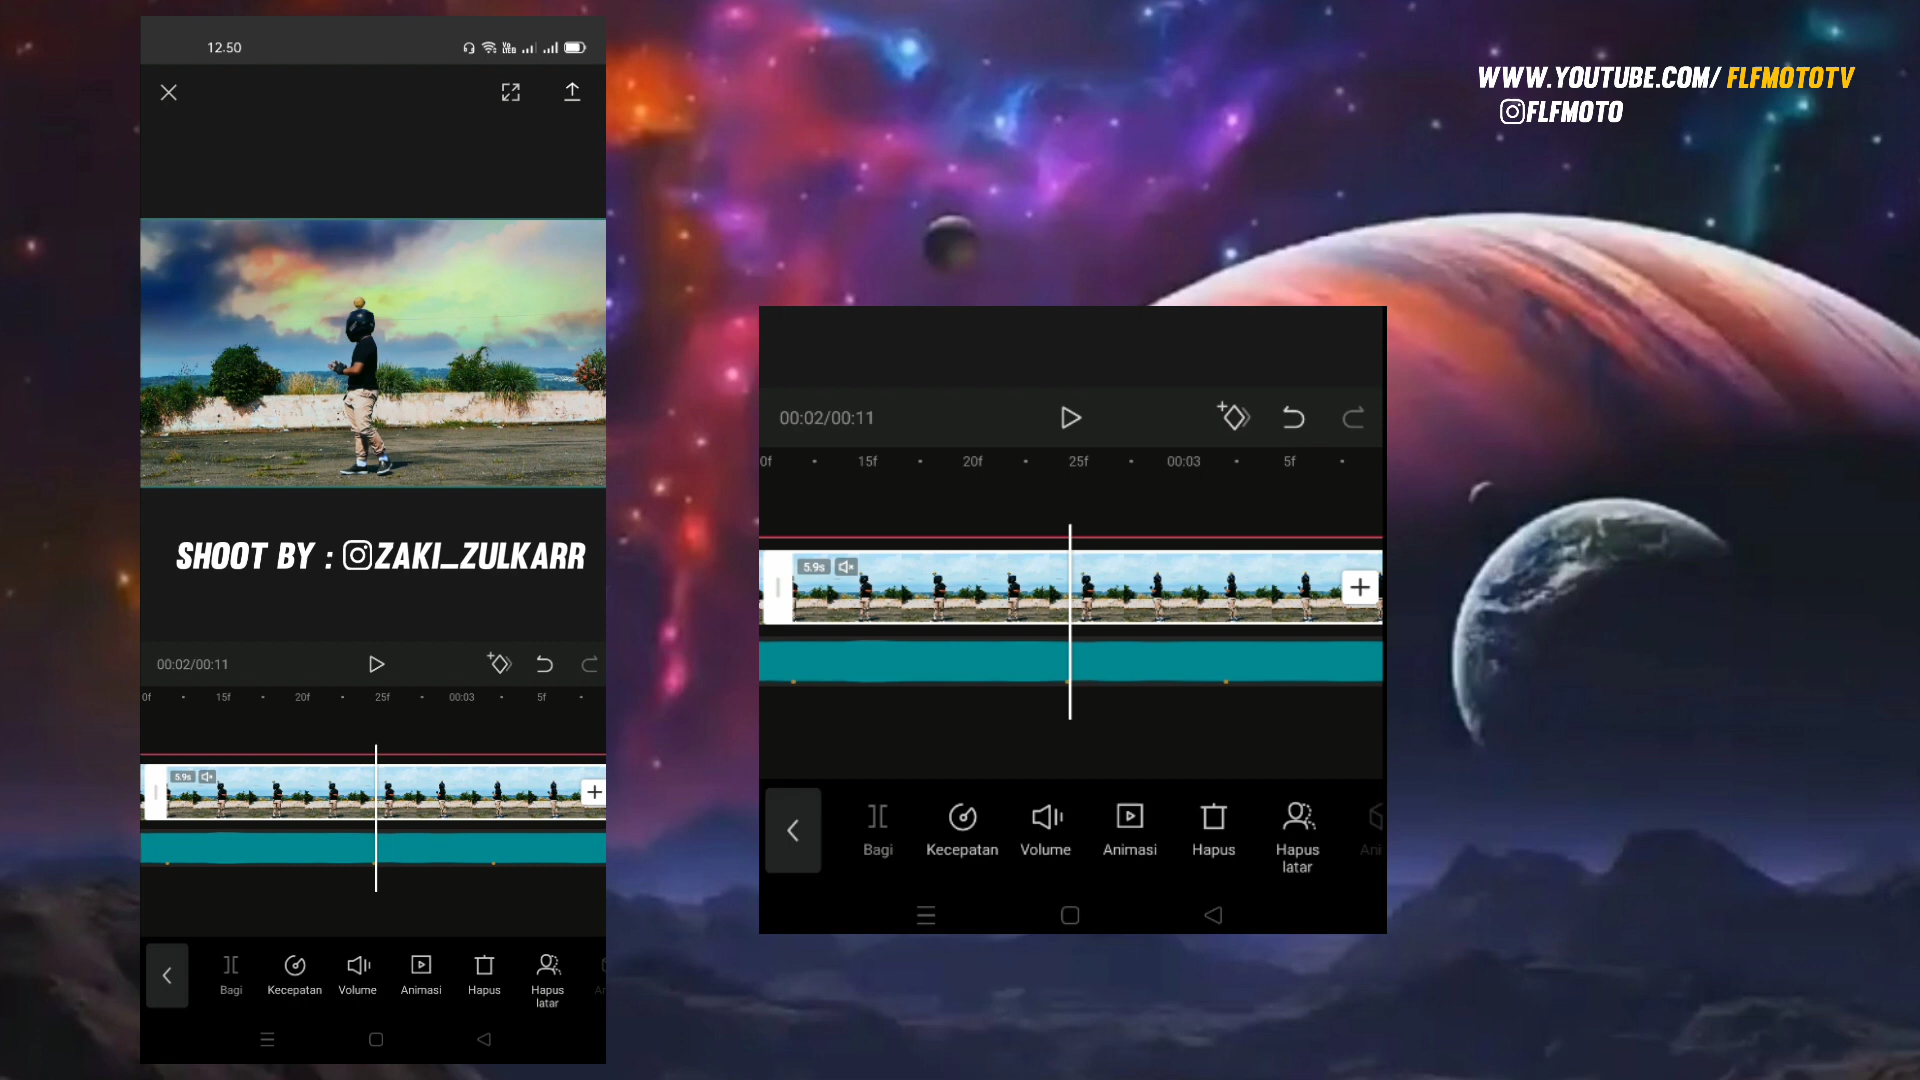 12.50
WWW.YOUTUBE.COM/ FLFMOTOTV
FLFMOTO
SHOOT BY : ZAKI_ZULKARR
00:02/00:11
0f 15f 20f 25f 00:03 5f
5.9s
Bagi Kecepatan Volume Animasi Hapus Hapus latar
00:02/00:11
0f 15f 20f 25f 00:03 5f
5.9s
Bagi Kecepatan Volume Animasi Hapus Hapus latar Ani